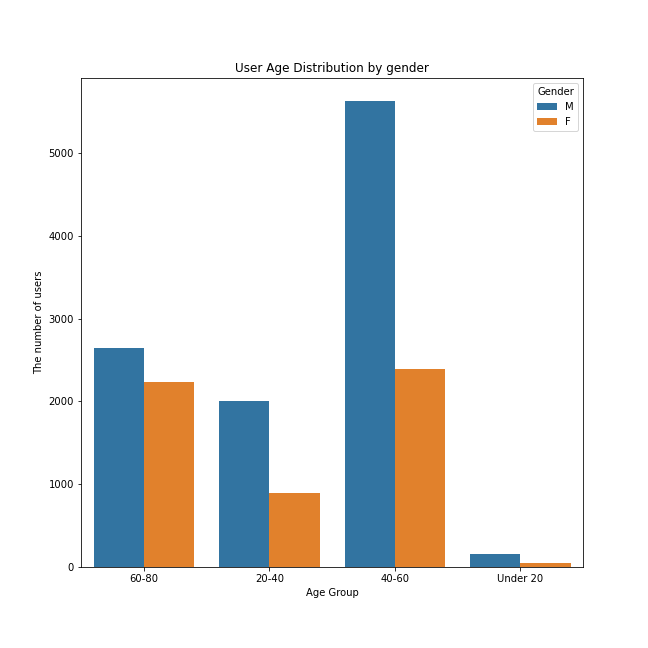 User Age Distribution by gender
Gender
M
F
5000
4000
3000
2000
1000
0
The number of users
60-80
20-40
40-60
Under 20
Age Group